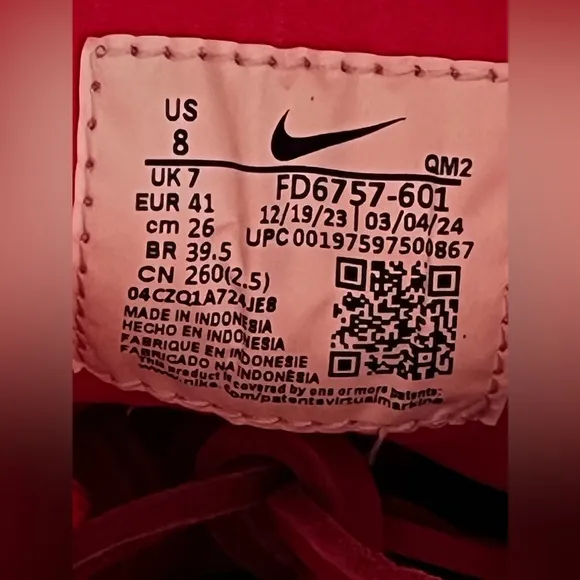 US
8
QM2
UK 7
FD6757-601
EUR 41
12/19/23 | 03/04/24
cm 26
UPC 00197597500867
BR 39.5
CN 260(2.5)
MADE IN INDONESIA
HECHO EN INDONESIA
FABRIQUE EN INDONESIE
FABRICADO NA INDONÉSIA
This product is covered by one or more patents:
www.nike.com/patentsvirtualmarking